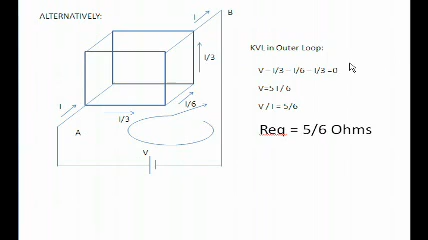 ALTERNATIVELY:
I
B
KVL in Outer Loop:
I/3
V – I/3 – I/6 – I/3 =0
I
I/6
V=5 I / 6
A
I/3
V / I = 5/6
Req = 5/6 Ohms
V